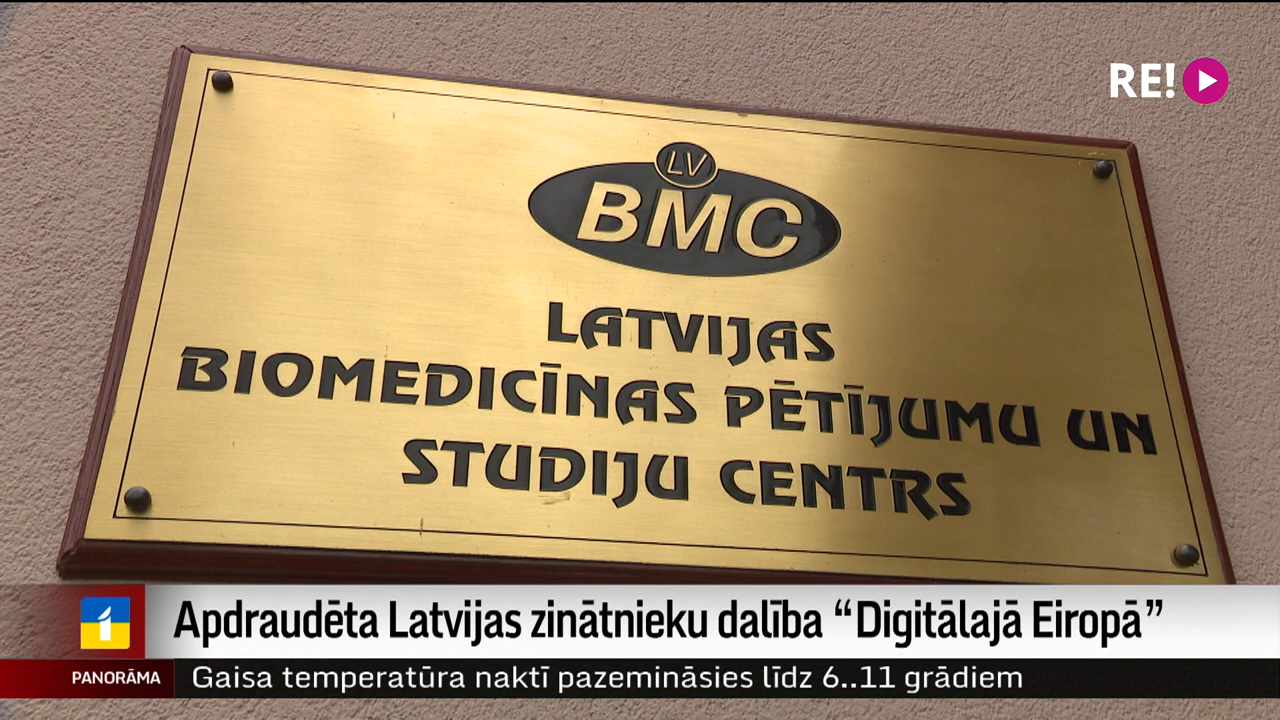 RE!
LV
BMC
LATVIJAS
BIOMEDICĪNAS PĒTĪJUMU UN
STUDIJU CENTRS
1
Apdraudēta Latvijas zinātnieku dalība “Digitālajā Eiropā”
PANORĀMA
Gaisa temperatūra naktī pazemināsies līdz 6..11 grādiem